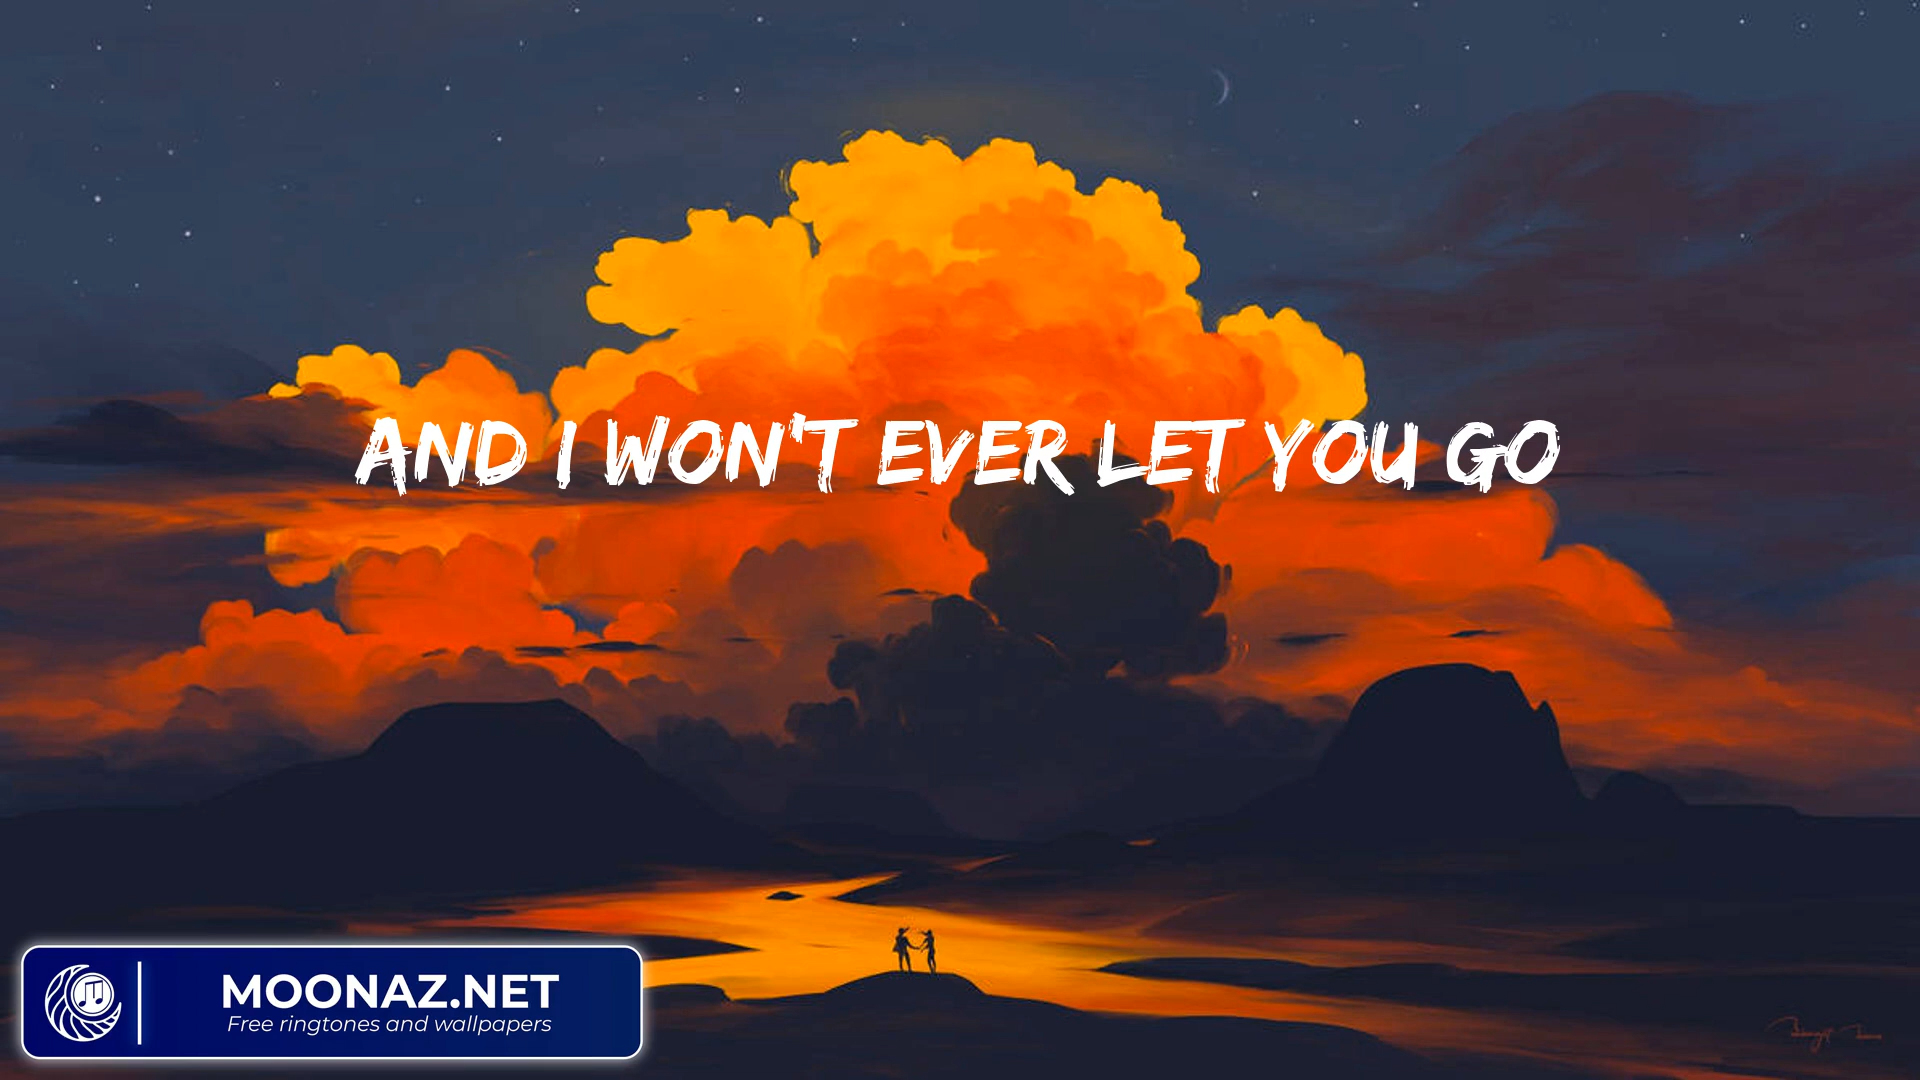 AND I WON'T EVER LET YOU GO
MOONAZ.NET
Free ringtones and wallpapers